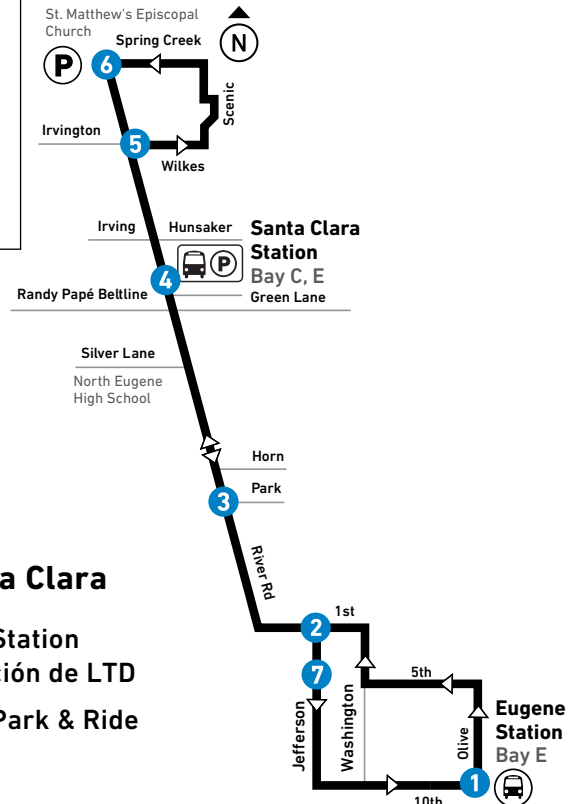 St. Matthew's Episcopal
Church
Spring Creek
N
P
6
Scenic
Irvington
5
Wilkes
Irving
Hunsaker
Santa Clara
Station
Bay C, E
P
4
Randy Papé Beltline
Green Lane
Silver Lane
North Eugene
High School
Horn
Park
3
River Rd
a Clara
1st
2
Station
7
5th
ción de LTD
Jefferson
Washington
Olive
Eugene
Station
Bay E
Park & Ride
1
10th